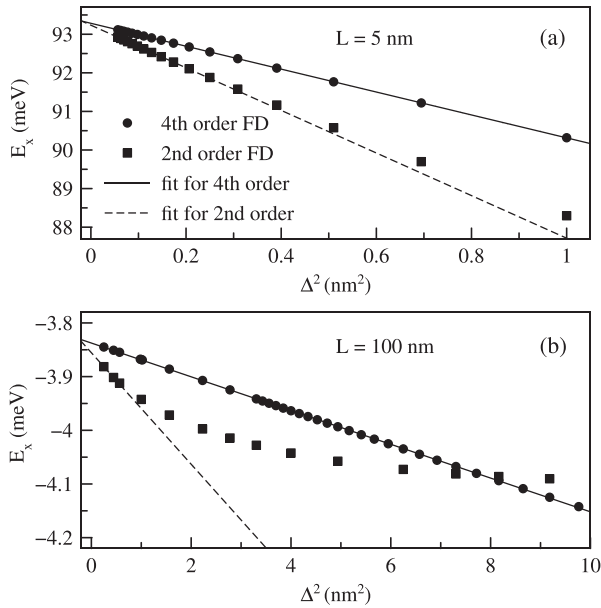 L = 5 nm
(a)
93
92
91
90
89
88
E_x (meV)
4th order FD
2nd order FD
fit for 4th order
fit for 2nd order
0
0.2
0.4
0.6
0.8
1
Δ² (nm²)
L = 100 nm
(b)
−3.8
−3.9
−4
−4.1
−4.2
E_x (meV)
0
2
4
6
8
10
Δ² (nm²)